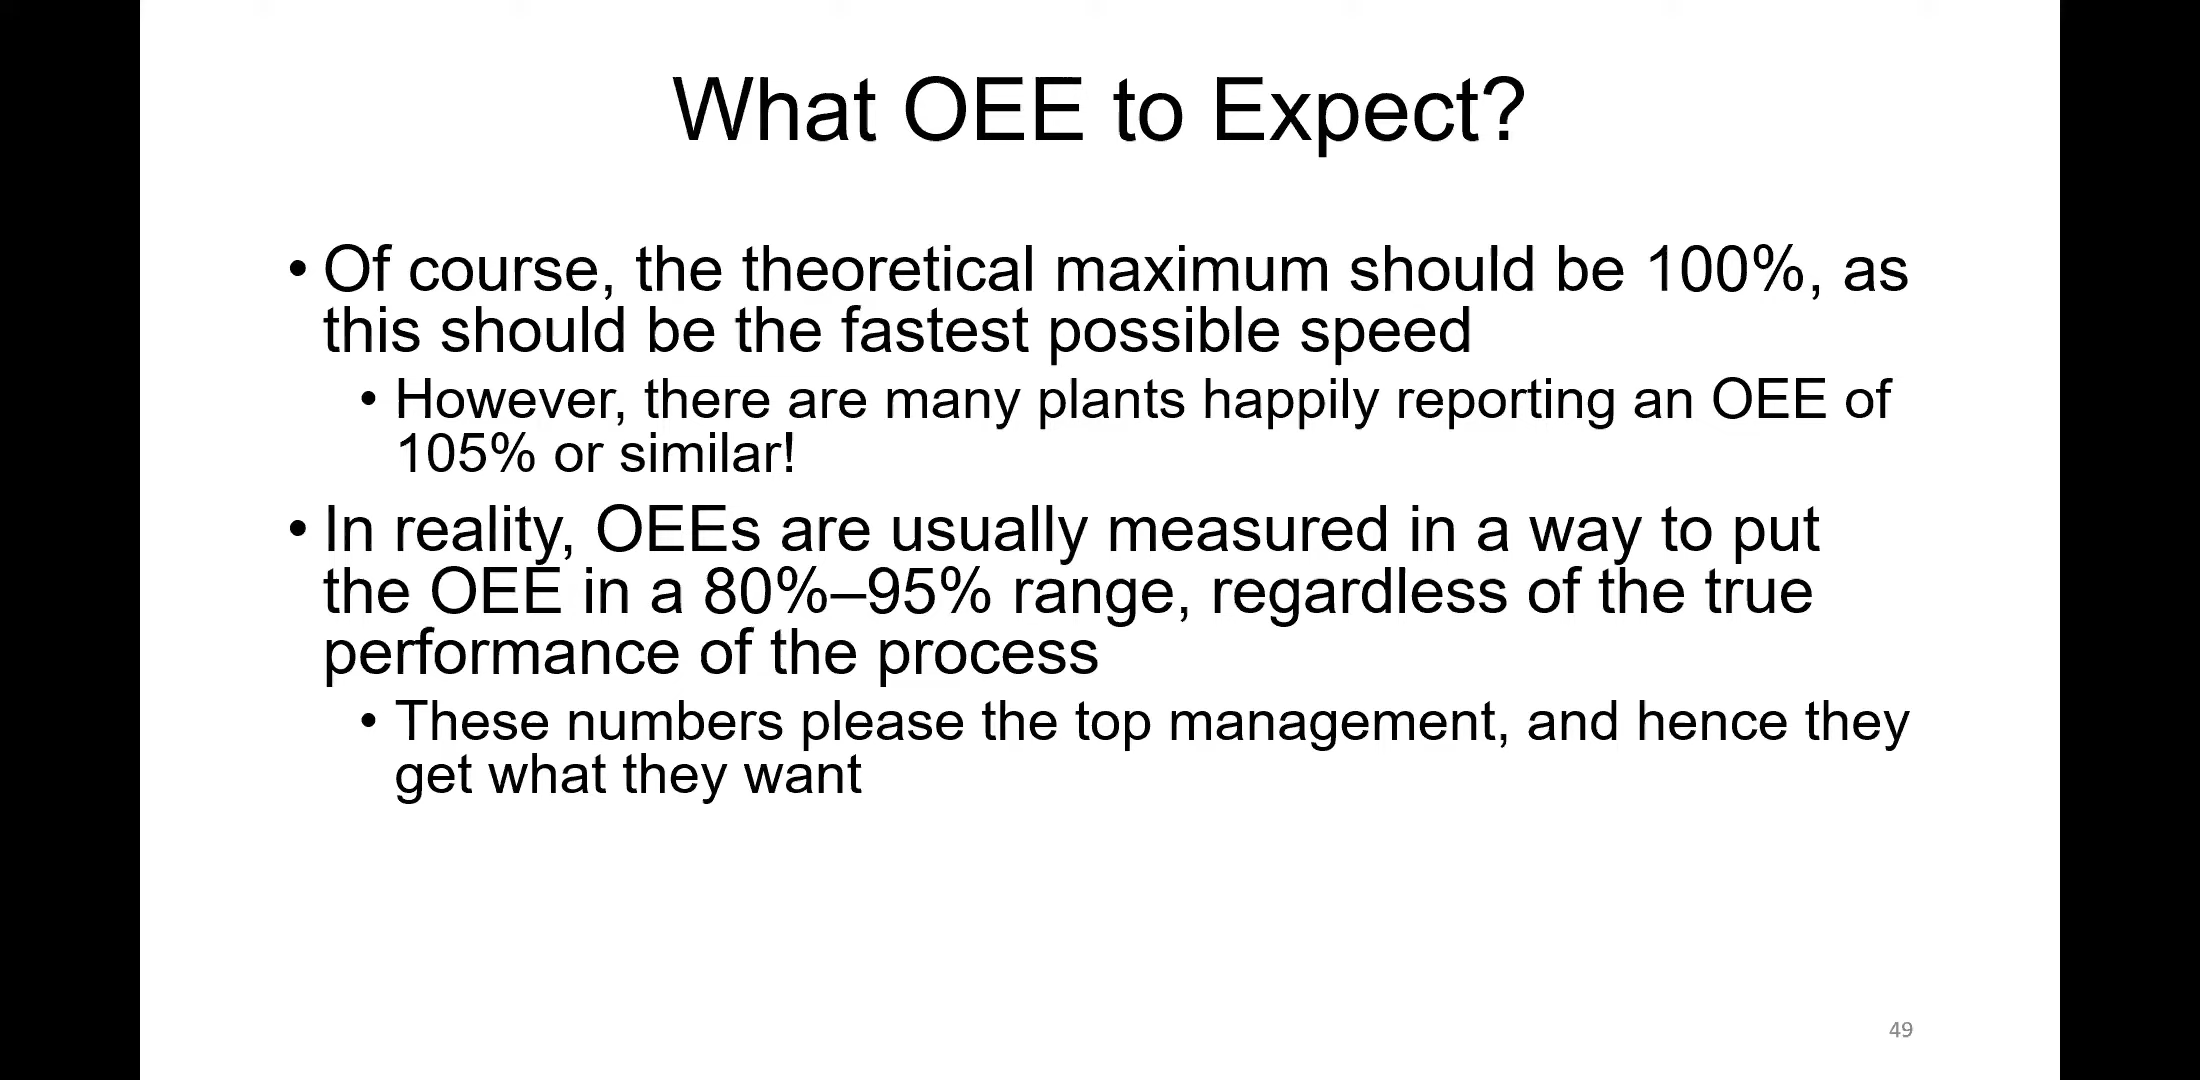 What OEE to Expect?
• Of course, the theoretical maximum should be 100%, as
this should be the fastest possible speed
• However, there are many plants happily reporting an OEE of
105% or similar!
• In reality, OEEs are usually measured in a way to put
the OEE in a 80%–95% range, regardless of the true
performance of the process
• These numbers please the top management, and hence they
get what they want
49